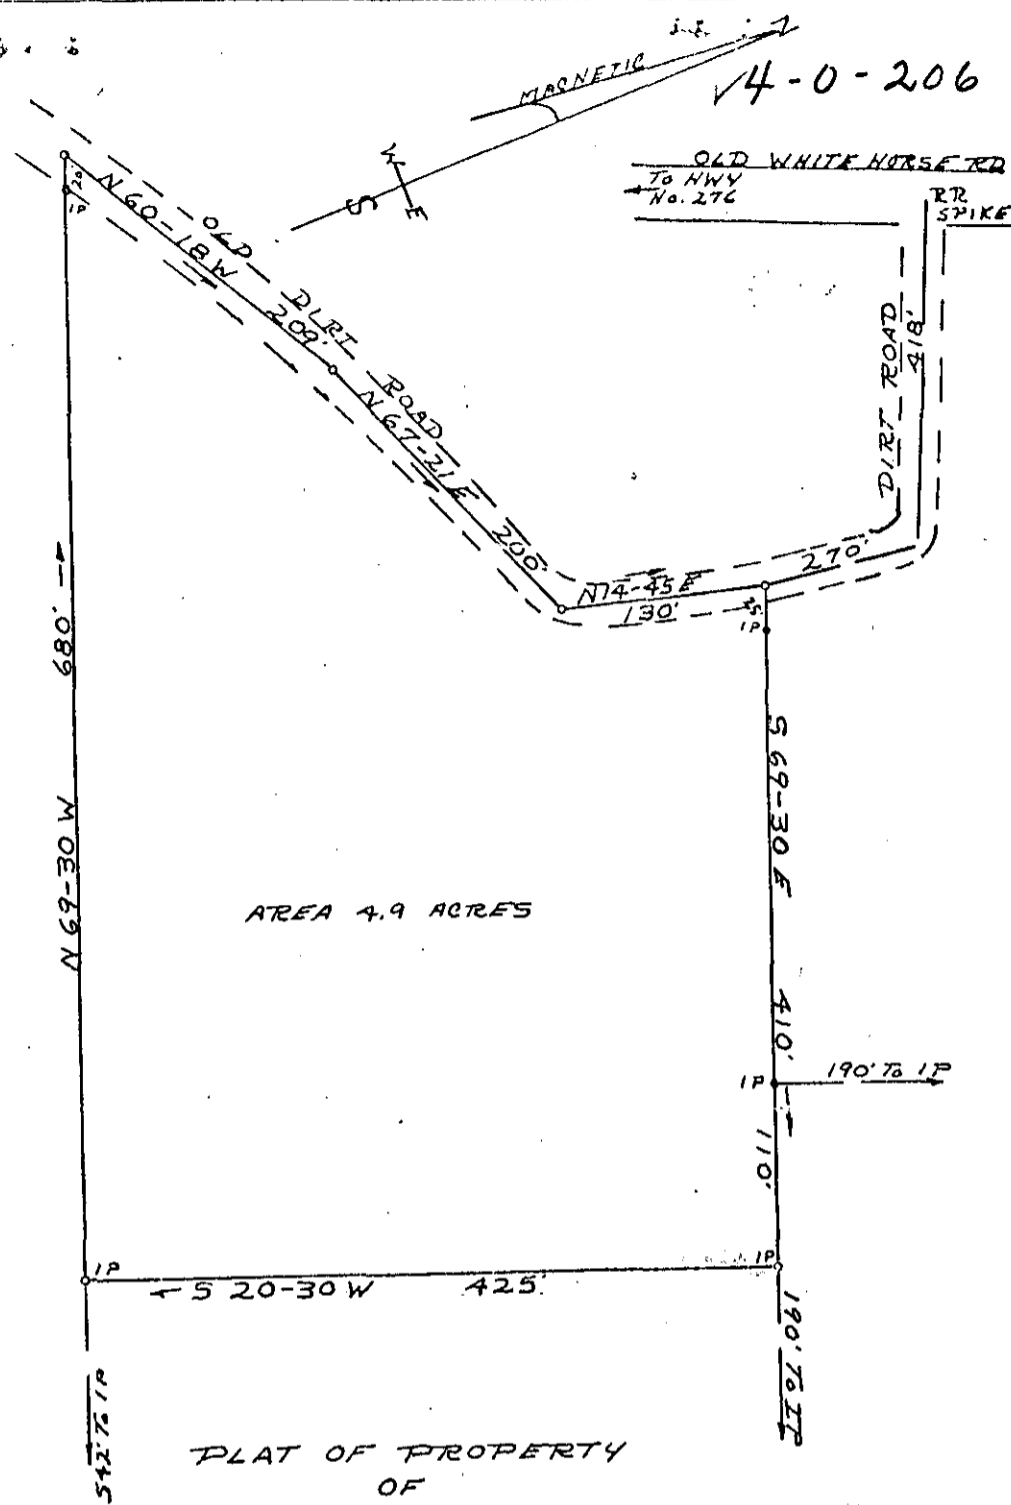 MAGNETIC
√4-0-206
S
W
E
OLD WHITE HORSE RD
TO HWY
No. 276
RR
SPIKE
20'
IP
N 60-18 W
209'
OLD DIRT ROAD
N 67-21 E
200'
DIRT ROAD
418'
N 74-45 E
130'
270'
25'
IP
680'
N 69-30 W
S 69-30 E
410'
AREA 4.9 ACRES
IP
190' TO IP
110'
IP
IP
S 20-30 W 425'
190' TO IP
542' TO IP
PLAT OF PROPERTY
OF